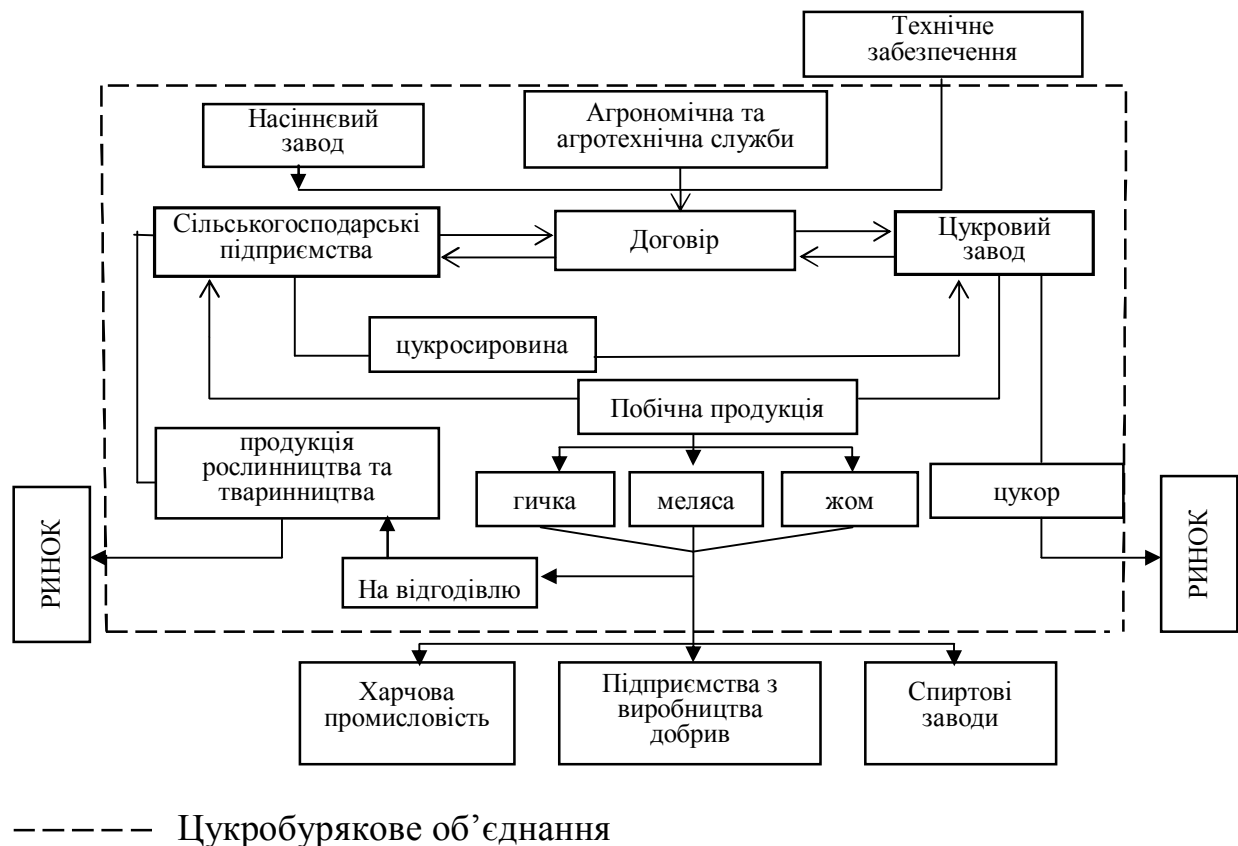 Технічне
забезпечення
Насіннєвий
завод
Агрономічна та
агротехнічна служби
Сільськогосподарські
підприємства
Договір
Цукровий
завод
цукросировина
Побічна продукція
продукція
рослинництва та
тваринництва
гичка
меляса
жом
цукор
РИНОК
РИНОК
На відгодівлю
Харчова
промисловість
Підприємства з
виробництва
добрив
Спиртові
заводи
Цукробурякове об’єднання